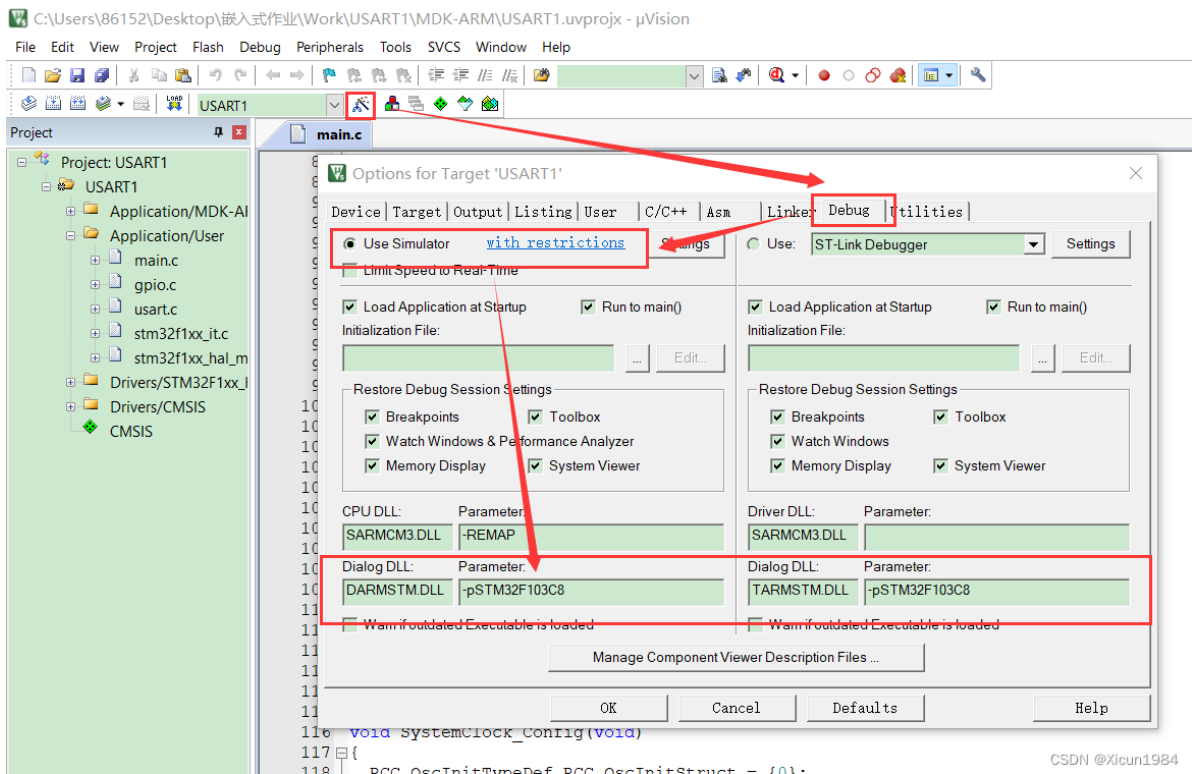 C:\Users\86152\Desktop\嵌入式作业\Work\USART1\MDK-ARM\USART1.uvprojx - µVision
File Edit View Project Flash Debug Peripherals Tools SVCS Window Help
LOAD USART1
Project
main.c
Project: USART1
USART1
Application/MDK-AI
Application/User
main.c
gpio.c
usart.c
stm32f1xx_it.c
stm32f1xx_hal_m
Drivers/STM32F1xx_
Drivers/CMSIS
CMSIS
Options for Target 'USART1'
Device Target Output Listing User C/C++ Asm Linker Debug Utilities
Use Simulator with restrictions Settings Use: ST-Link Debugger Settings
Limit Speed to Real-Time
Load Application at Startup Run to main() Load Application at Startup Run to main()
Initialization File: Initialization File:
... Edit... ... Edit...
Restore Debug Session Settings Restore Debug Session Settings
Breakpoints Toolbox Breakpoints Toolbox
Watch Windows & Performance Analyzer Watch Windows
Memory Display System Viewer Memory Display System Viewer
CPU DLL: Parameter: Driver DLL: Parameter:
SARMCM3.DLL -REMAP SARMCM3.DLL
Dialog DLL: Parameter: Dialog DLL: Parameter:
DARMSTM.DLL -pSTM32F103C8 TARMSTM.DLL -pSTM32F103C8
Warn if outdated Executable is loaded Warn if outdated Executable is loaded
Manage Component Viewer Description Files ...
OK Cancel Defaults Help
116 void SystemClock_Config(void)
117 {
118 RCC_OscInitTypeDef RCC_OscInitStruct = {0};
CSDN @Xicun1984